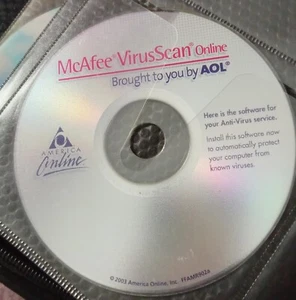 McAfee® VirusScan® Online
Brought to you by AOL®
Here is the software for
your Anti-Virus service.
Install this software now
to automatically protect
your computer from
known viruses.
AMERICA
Online
© 2003 America Online, Inc.